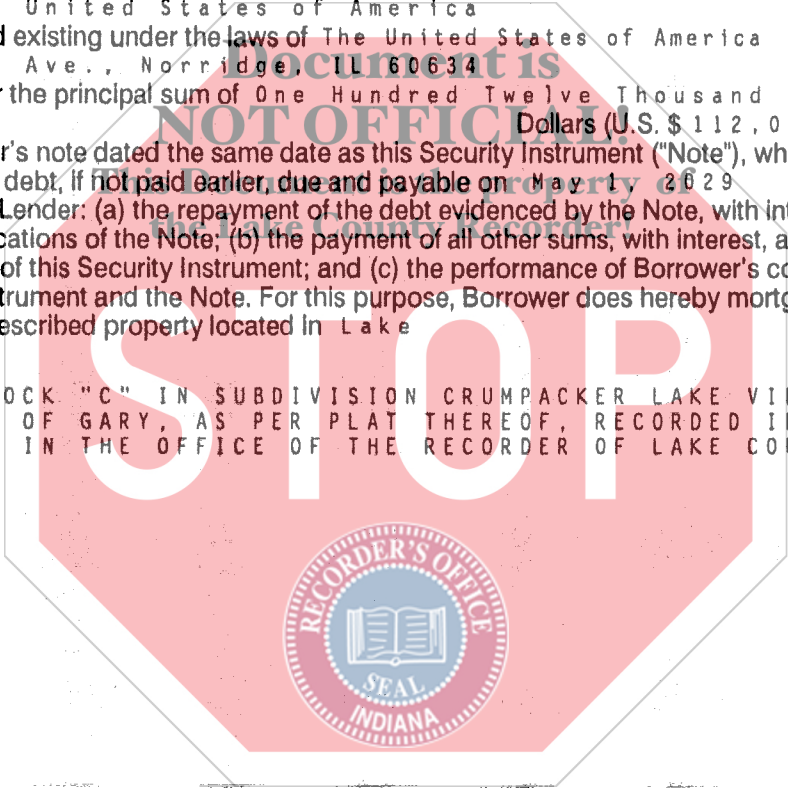 United States of America
existing under the laws of The United States of America
Ave., Norridge, IL 60634
the principal sum of One Hundred Twelve Thousand
Dollars (U.S. $ 112,0
r's note dated the same date as this Security Instrument ("Note"), wh
debt, if not paid earlier, due and payable on May 1, 2029
Lender: (a) the repayment of the debt evidenced by the Note, with int
cations of the Note; (b) the payment of all other sums, with interest, a
of this Security Instrument; and (c) the performance of Borrower's co
trument and the Note. For this purpose, Borrower does hereby mortg
escribed property located in Lake
OCK "C" IN SUBDIVISION CRUMPACKER LAKE VI
OF GARY, AS PER PLAT THEREOF, RECORDED I
IN THE OFFICE OF THE RECORDER OF LAKE CO
Document is
NOT OFFICIAL!
This Document is the property of
the Lake County Recorder!
STOP
RECORDER'S OFFICE
SEAL
INDIANA